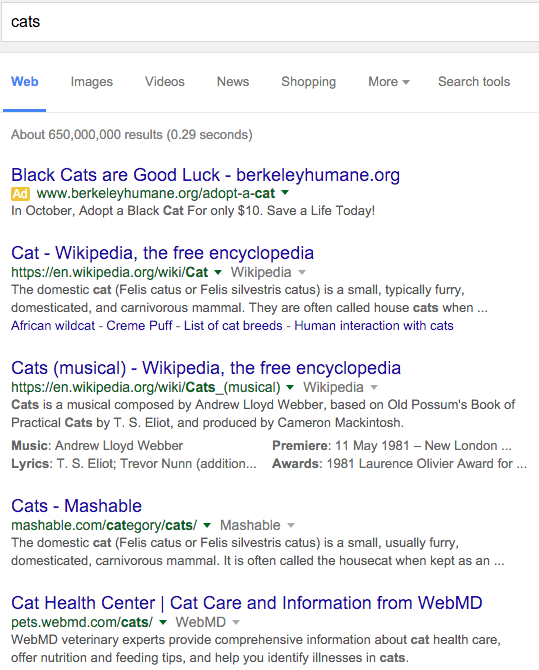 cats
Web Images Videos News Shopping More Search tools
About 650,000,000 results (0.29 seconds)
Black Cats are Good Luck - berkeleyhumane.org
Ad www.berkeleyhumane.org/adopt-a-cat
In October, Adopt a Black Cat For only $10. Save a Life Today!
Cat - Wikipedia, the free encyclopedia
https://en.wikipedia.org/wiki/Cat Wikipedia
The domestic cat (Felis catus or Felis silvestris catus) is a small, typically furry,
domesticated, and carnivorous mammal. They are often called house cats when ...
African wildcat - Creme Puff - List of cat breeds - Human interaction with cats
Cats (musical) - Wikipedia, the free encyclopedia
https://en.wikipedia.org/wiki/Cats_(musical) Wikipedia
Cats is a musical composed by Andrew Lloyd Webber, based on Old Possum's Book of
Practical Cats by T. S. Eliot, and produced by Cameron Mackintosh.
Music: Andrew Lloyd Webber Premiere: 11 May 1981 – New London ...
Lyrics: T. S. Eliot; Trevor Nunn (addition... Awards: 1981 Laurence Olivier Award for ...
Cats - Mashable
mashable.com/category/cats/ Mashable
The domestic cat (Felis catus or Felis silvestris catus) is a small, usually furry,
domesticated, carnivorous mammal. It is often called the housecat when kept as an ...
Cat Health Center | Cat Care and Information from WebMD
pets.webmd.com/cats/ WebMD
WebMD veterinary experts provide comprehensive information about cat health care,
offer nutrition and feeding tips, and help you identify illnesses in cats.